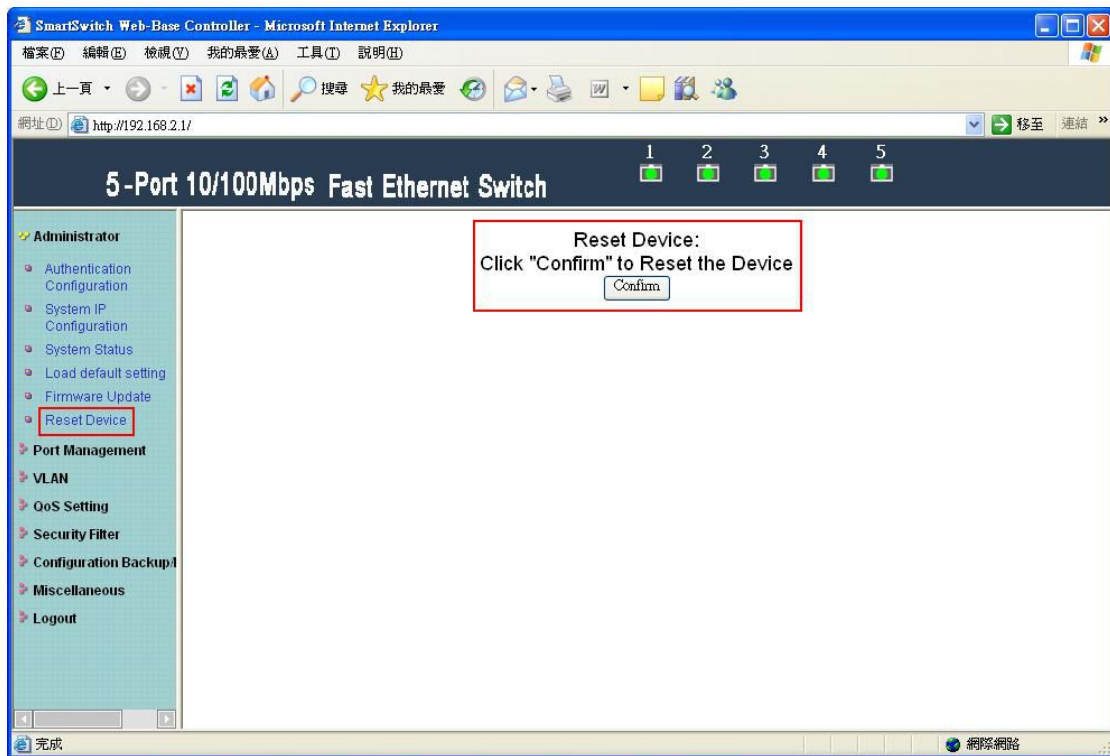 SmartSwitch Web-Base Controller - Microsoft Internet Explorer
檔案(F) 編輯(E) 檢視(V) 我的最愛(A) 工具(T) 說明(H)
上一頁 搜尋 我的最愛
網址(D) http://192.168.2.1/ 移至 連結 »
1 2 3 4 5
5-Port 10/100Mbps Fast Ethernet Switch
Administrator
Authentication
Configuration
System IP
Configuration
System Status
Load default setting
Firmware Update
Reset Device
Port Management
VLAN
QoS Setting
Security Filter
Configuration Backup/
Miscellaneous
Logout
Reset Device:
Click "Confirm" to Reset the Device
Confirm
完成 網際網路